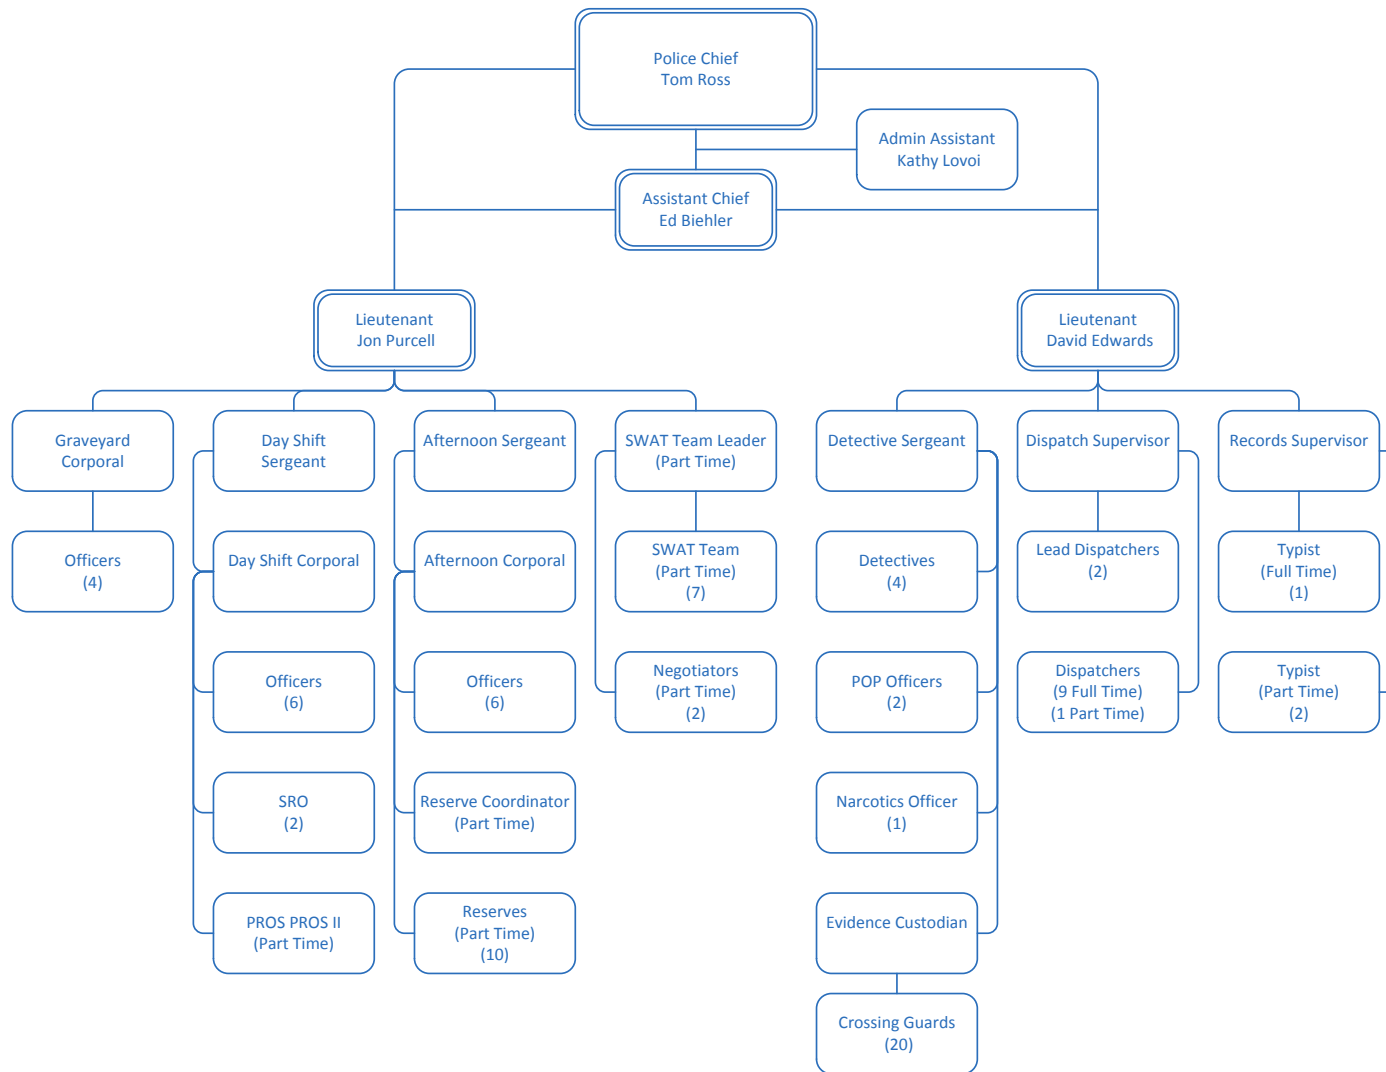 Police Chief
Tom Ross
Admin Assistant
Kathy Lovoi
Assistant Chief
Ed Biehler
Lieutenant
Jon Purcell
Lieutenant
David Edwards
Graveyard
Corporal
Day Shift
Sergeant
Afternoon Sergeant
SWAT Team Leader
(Part Time)
Detective Sergeant
Dispatch Supervisor
Records Supervisor
Officers
(4)
Day Shift Corporal
Afternoon Corporal
SWAT Team
(Part Time)
(7)
Detectives
(4)
Lead Dispatchers
(2)
Typist
(Full Time)
(1)
Officers
(6)
Officers
(6)
Negotiators
(Part Time)
(2)
POP Officers
(2)
Dispatchers
(9 Full Time)
(1 Part Time)
Typist
(Part Time)
(2)
SRO
(2)
Reserve Coordinator
(Part Time)
Narcotics Officer
(1)
PROS PROS II
(Part Time)
Reserves
(Part Time)
(10)
Evidence Custodian
Crossing Guards
(20)